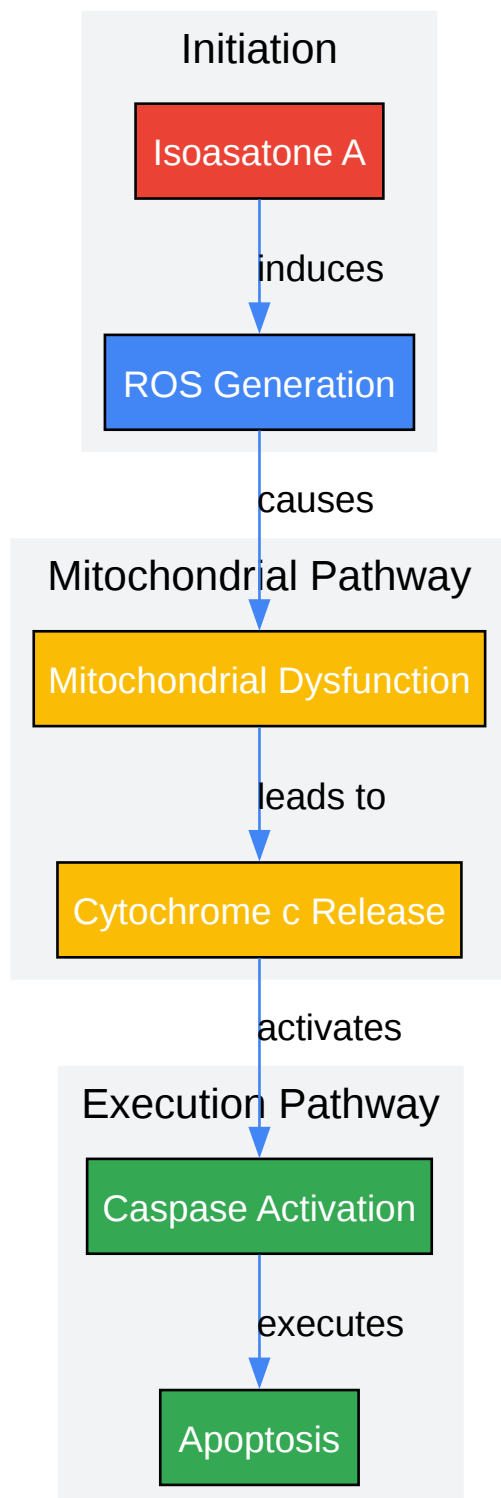 Initiation
Isoasatone A
induces
ROS Generation
causes
Mitochondrial Pathway
Mitochondrial Dysfunction
leads to
Cytochrome c Release
activates
Execution Pathway
Caspase Activation
executes
Apoptosis